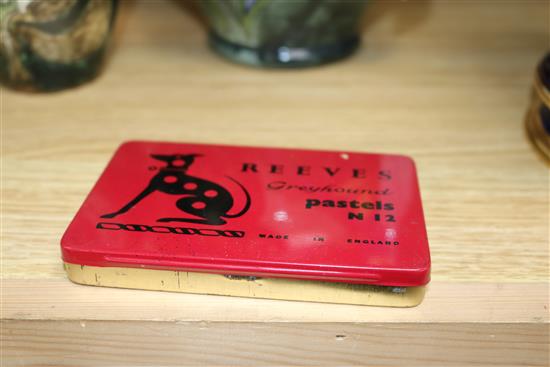 REEVES
Greyhound
pastels
N 12
MADE IN ENGLAND